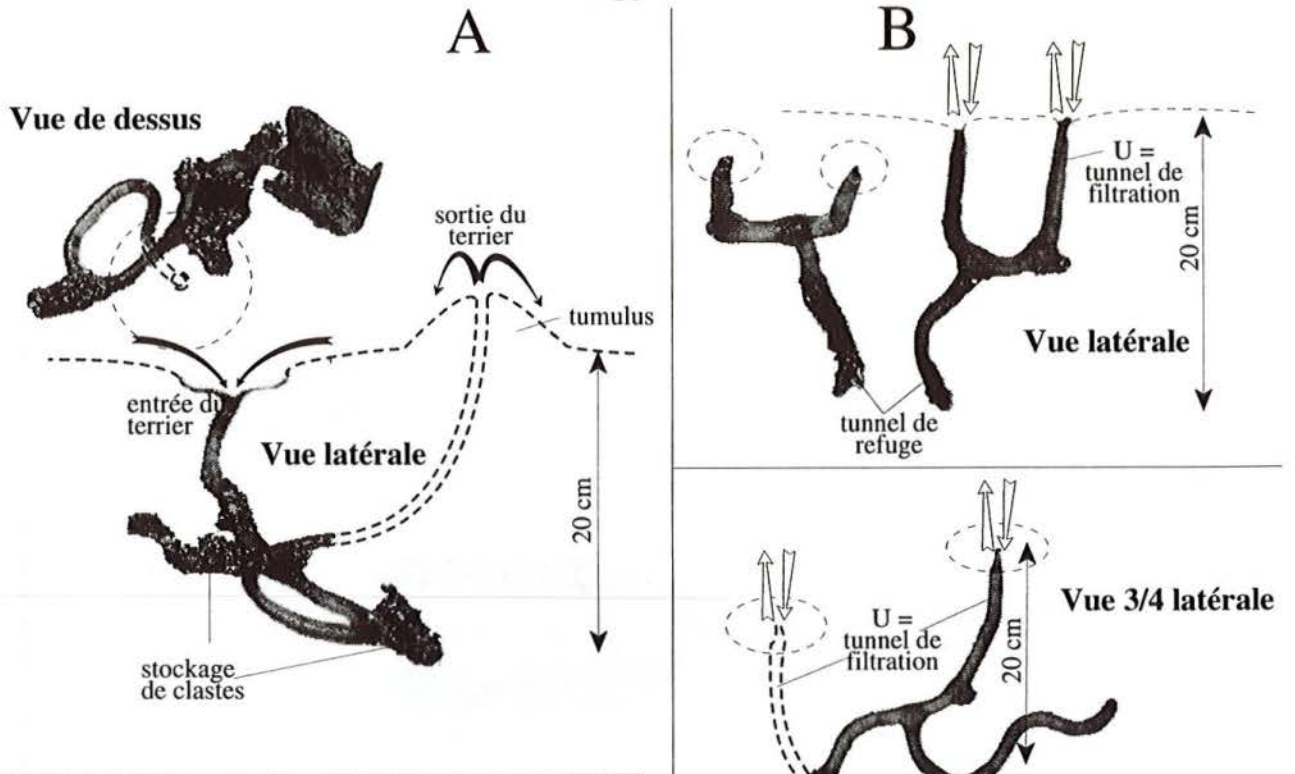 A
Vue de dessus
sortie du
terrier
tumulus
entrée du
terrier
Vue latérale
20 cm
stockage
de clastes
B
U =
tunnel de
filtration
20 cm
Vue latérale
tunnel de
refuge
Vue 3/4 latérale
U =
tunnel de
filtration
20 cm